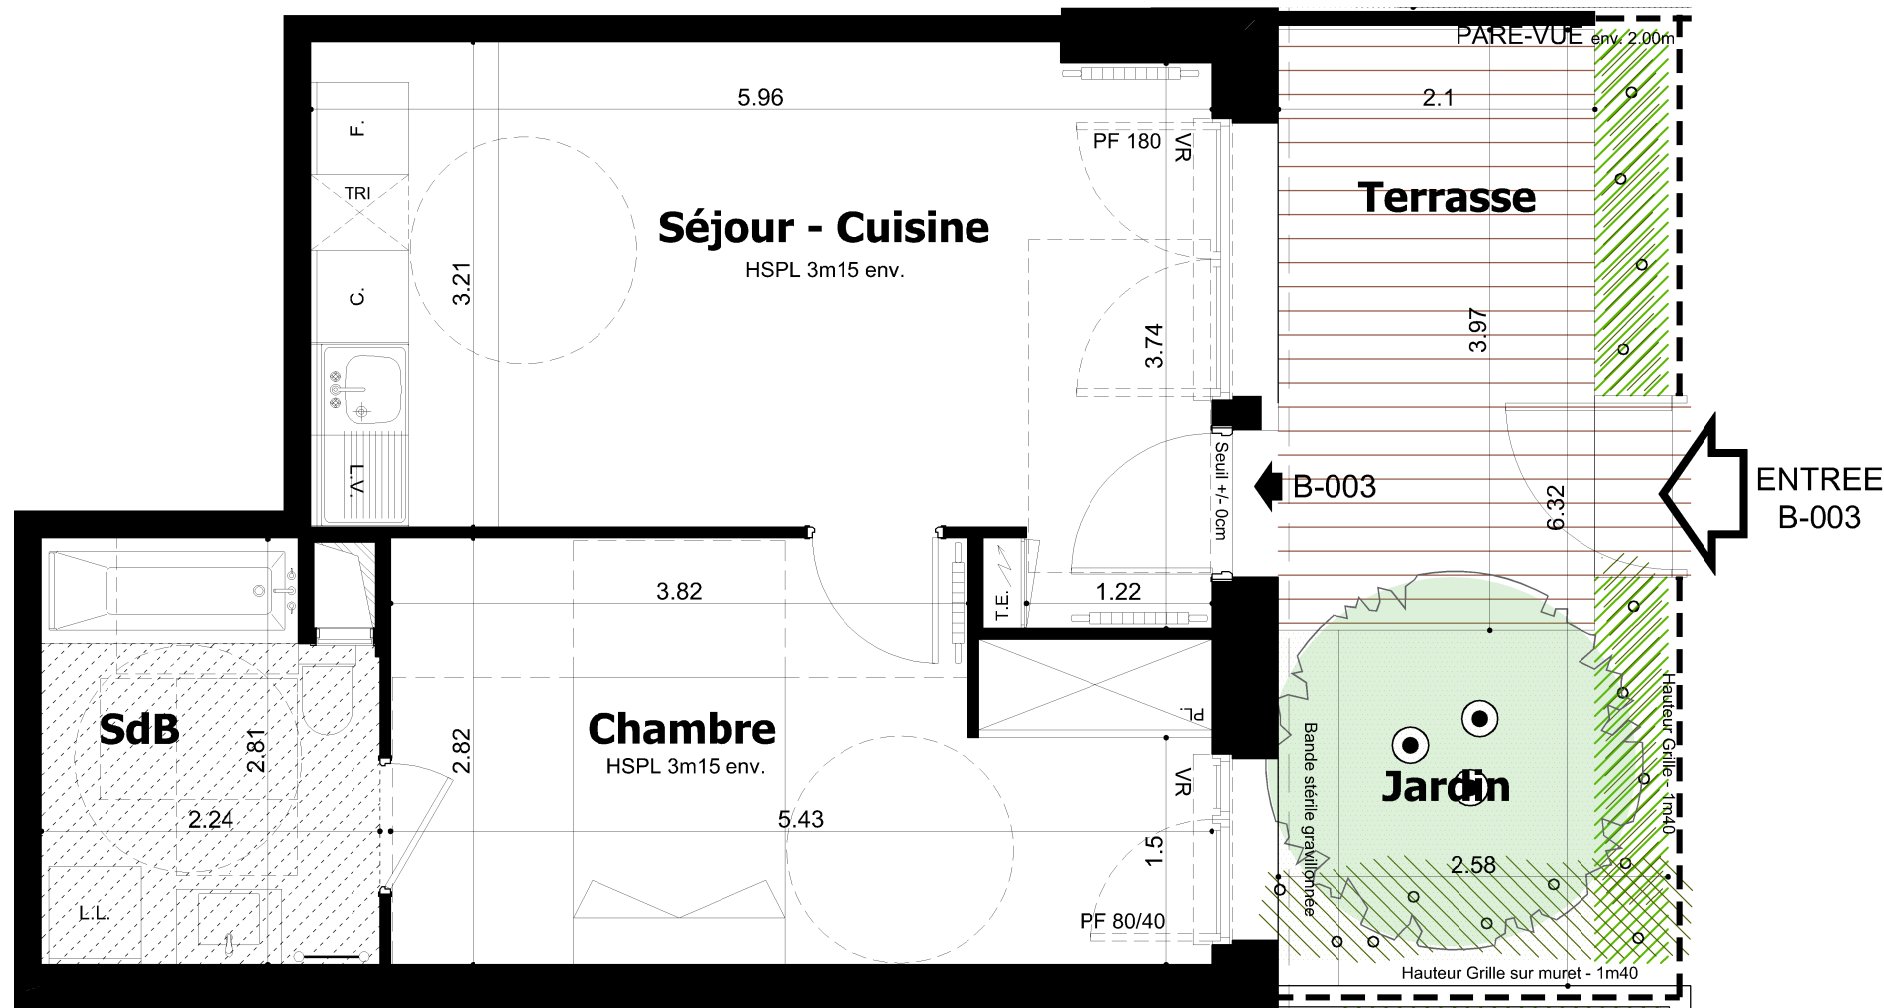 PARE-VUE env. 2.00m
5.96
2.1
F.
PF 180
VR
TRI
Terrasse
Séjour - Cuisine
HSPL 3m15 env.
3.21
C.
3.97
3.74
L.V.
Seuil +/- 0cm
B-003
6.32
ENTREE
B-003
3.82
T.E.
1.22
Hauteur Grille - 1m40
PL.
SdB
2.81
2.82
Chambre
HSPL 3m15 env.
VR
Bande stérile gravillonnée
Jardin
2.24
5.43
1.5
2.58
L.L.
PF 80/40
Hauteur Grille sur muret - 1m40